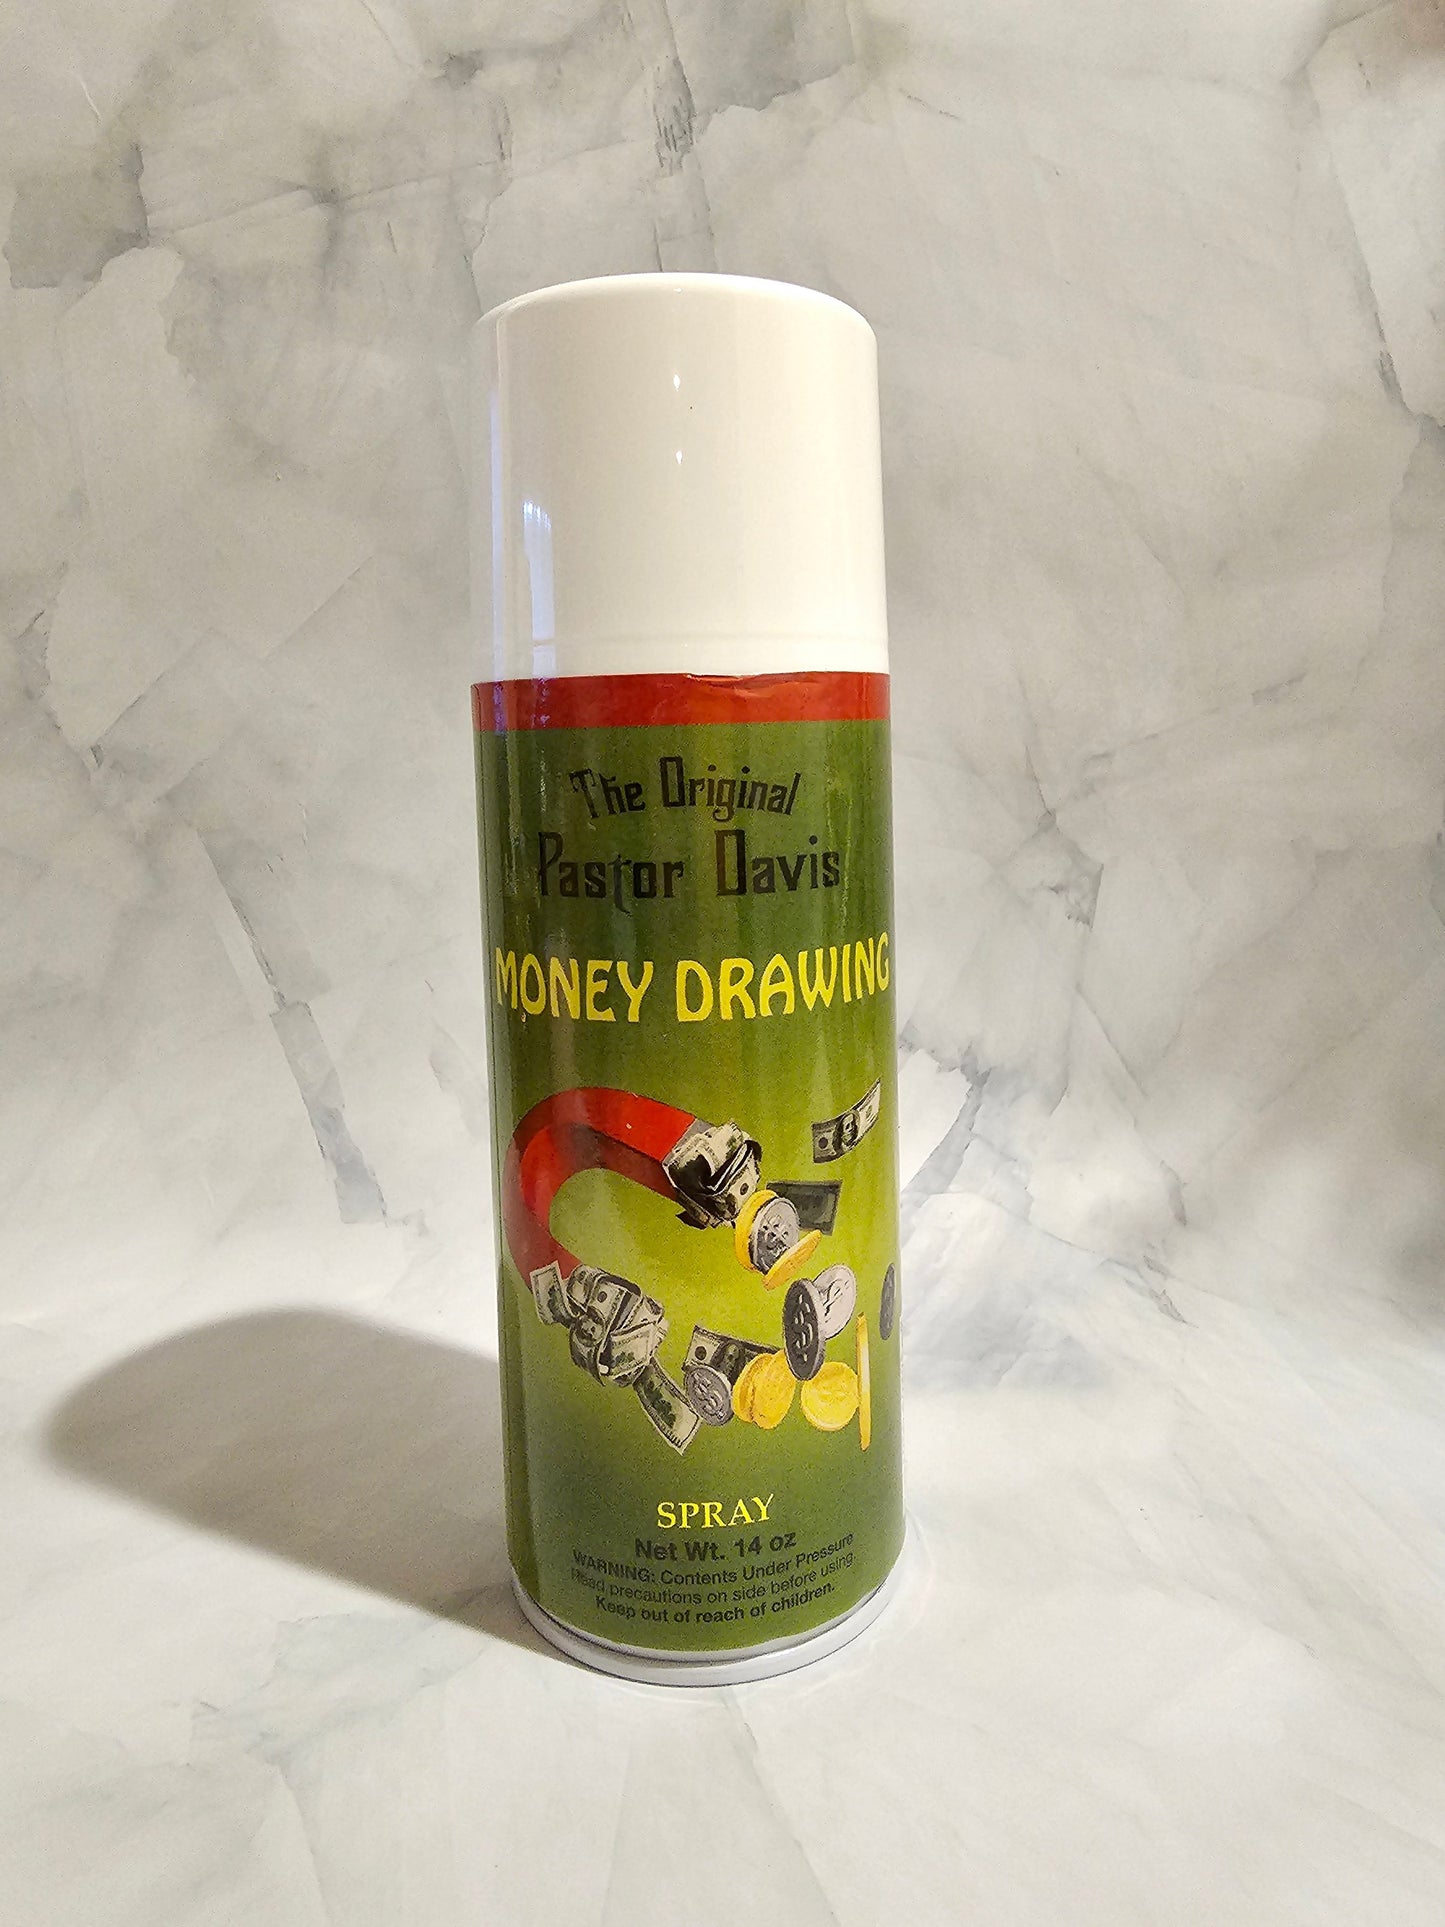 The Original
Pastor Davis
MONEY DRAWING
SPRAY
Net Wt. 14 oz
WARNING: Contents Under Pressure
Read precautions on side before using.
Keep out of reach of children.